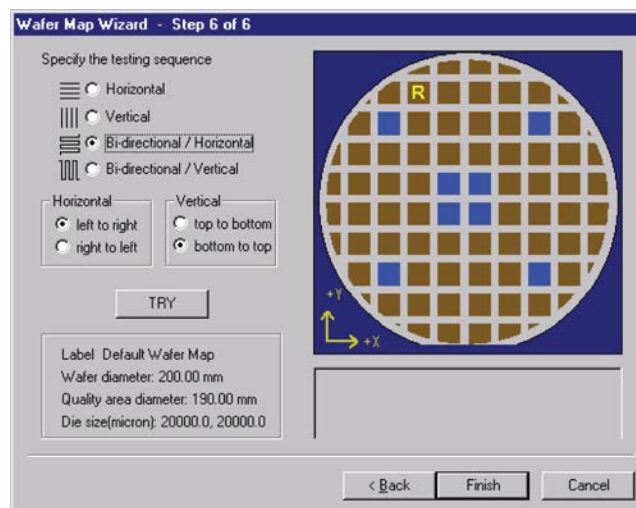 Wafer Map Wizard - Step 6 of 6
Specify the testing sequence
Horizontal
Vertical
Bi-directional / Horizontal
Bi-directional / Vertical
Horizontal
left to right
right to left
Vertical
top to bottom
bottom to top
TRY
Label Default Wafer Map
Wafer diameter: 200.00 mm
Quality area diameter: 190.00 mm
Die size(micron): 20000.0, 20000.0
R
+Y
+X
< Back
Finish
Cancel